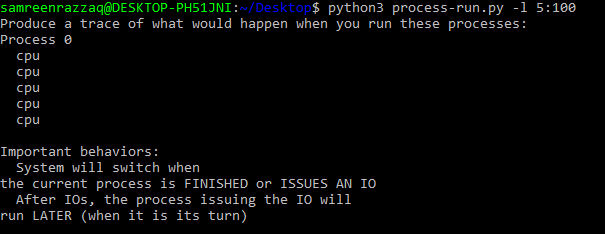 samreenrazzaq@DESKTOP-PH51JNI:~/Desktop$ python3 process-run.py -l 5:100
Produce a trace of what would happen when you run these processes:
Process 0
  cpu
  cpu
  cpu
  cpu
  cpu

Important behaviors:
  System will switch when
the current process is FINISHED or ISSUES AN IO
  After IOs, the process issuing the IO will
run LATER (when it is its turn)